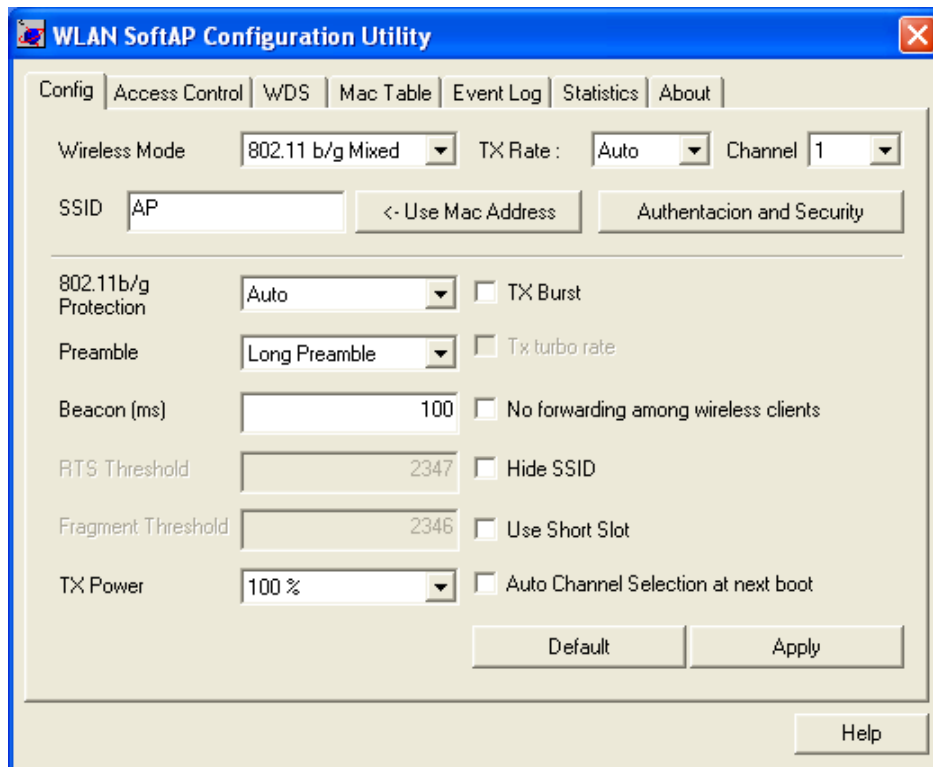 WLAN SoftAP Configuration Utility
Config Access Control WDS Mac Table Event Log Statistics About
Wireless Mode 802.11 b/g Mixed TX Rate : Auto Channel 1
SSID AP <- Use Mac Address Authentacion and Security
802.11b/g
Protection Auto TX Burst
Preamble Long Preamble Tx turbo rate
Beacon (ms) 100 No forwarding among wireless clients
RTS Threshold 2347 Hide SSID
Fragment Threshold 2346 Use Short Slot
TX Power 100 % Auto Channel Selection at next boot
Default Apply
Help